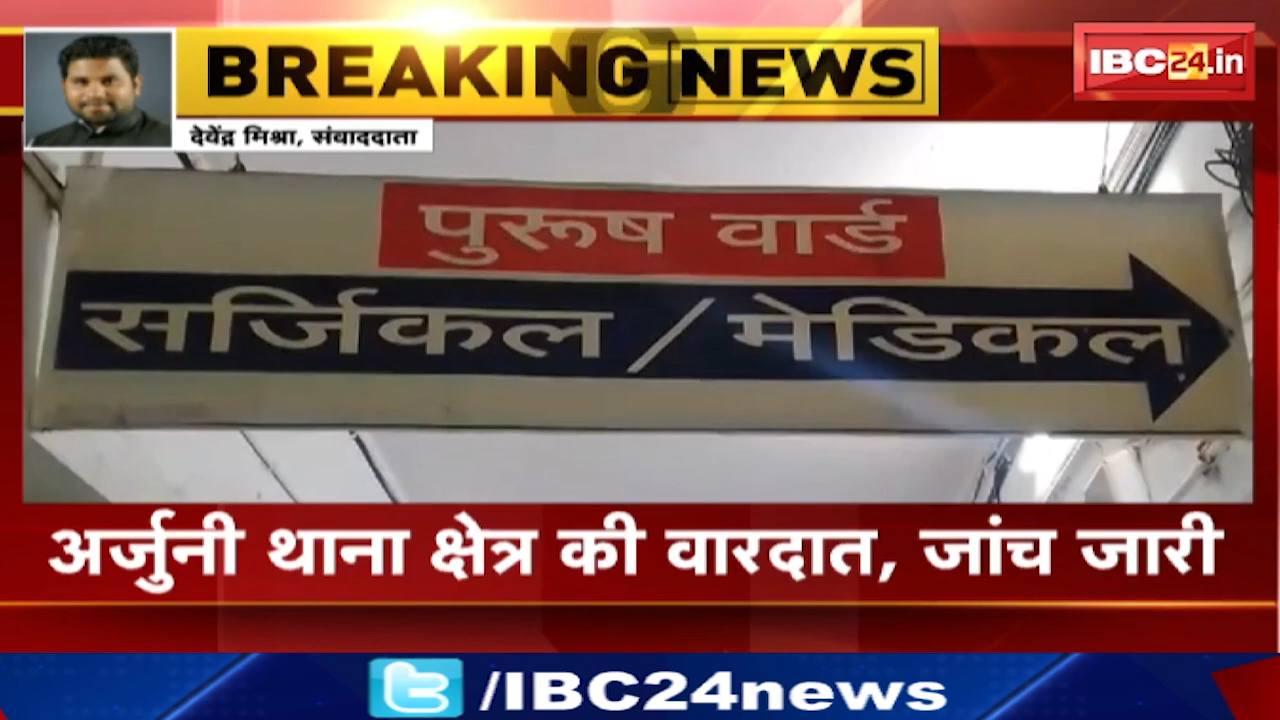 BREAKING NEWS
IBC24.in
देवेंद्र मिश्रा, संवाददाता
पुरूष वार्ड
सर्जिकल / मेडिकल
अर्जुनी थाना क्षेत्र की वारदात, जांच जारी
/IBC24news